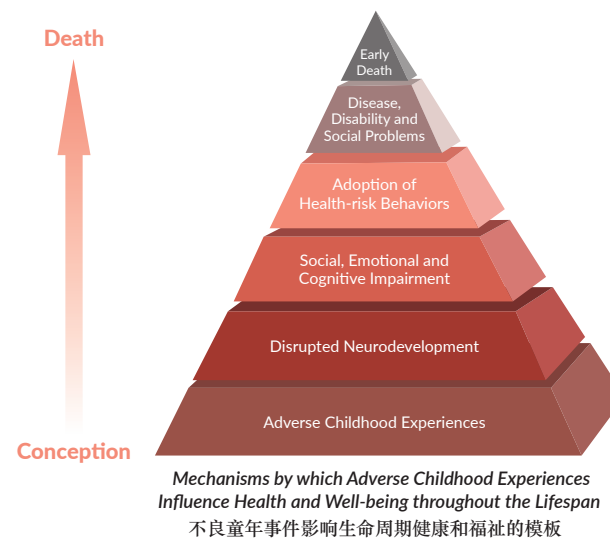 Death
Early
Death
Disease,
Disability and
Social Problems
Adoption of
Health-risk Behaviors
Social, Emotional and
Cognitive Impairment
Disrupted Neurodevelopment
Adverse Childhood Experiences
Conception
Mechanisms by which Adverse Childhood Experiences
Influence Health and Well-being throughout the Lifespan
不良童年事件影响生命周期健康和福祉的模板